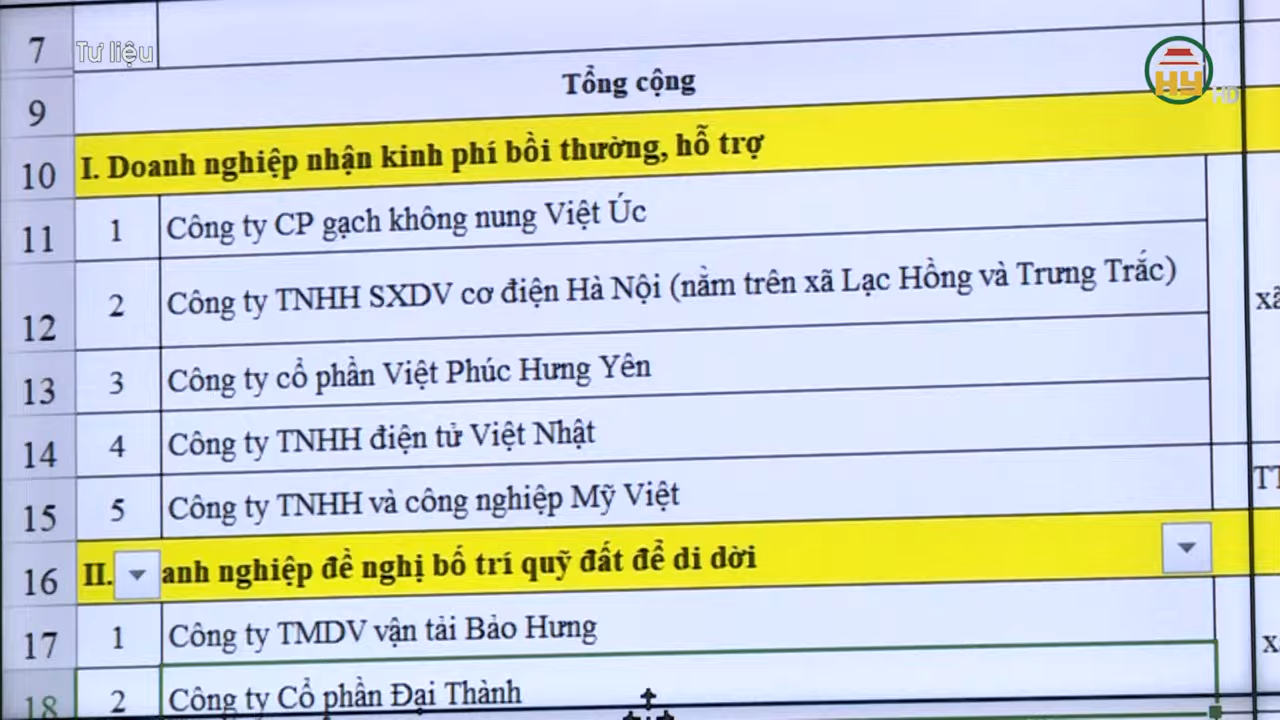 7
Tư liệu
HY HD
Tổng cộng
9
10 I. Doanh nghiệp nhận kinh phí bồi thường, hỗ trợ
11 1 Công ty CP gạch không nung Việt Úc
12 2 Công ty TNHH SXDV cơ điện Hà Nội (nằm trên xã Lạc Hồng và Trưng Trắc)
13 3 Công ty cổ phần Việt Phúc Hưng Yên
14 4 Công ty TNHH điện tử Việt Nhật
15 5 Công ty TNHH và công nghiệp Mỹ Việt
16 II. anh nghiệp đề nghị bố trí quỹ đất để di dời
17 1 Công ty TMDV vận tải Bảo Hưng
18 2 Công ty Cổ phần Đại Thành